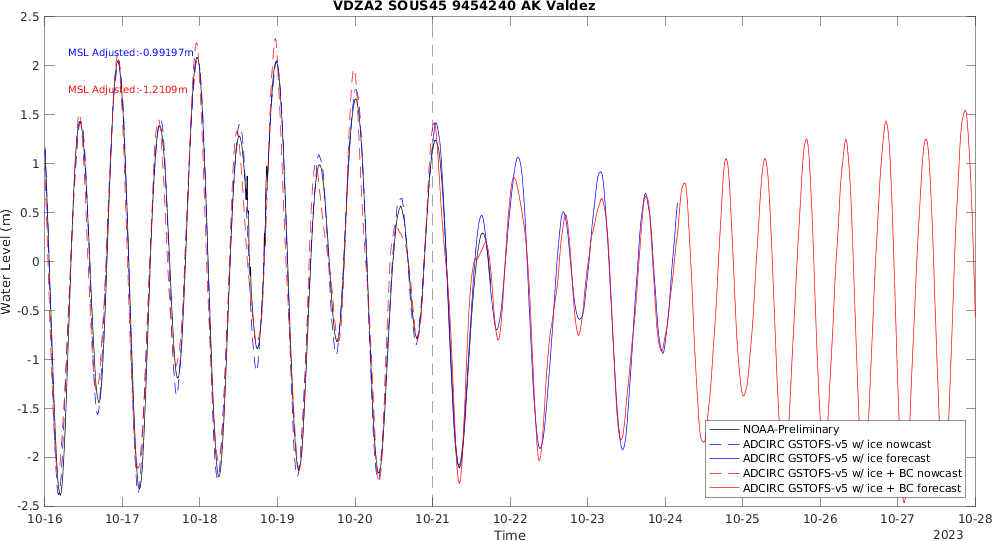 VDZA2 SOUS45 9454240 AK Valdez
MSL Adjusted:-0.99197m
MSL Adjusted:-1.2109m
Water Level (m)
2.5
2
1.5
1
0.5
0
-0.5
-1
-1.5
-2
-2.5
NOAA-Preliminary
ADCIRC GSTOFS-v5 w/ ice nowcast
ADCIRC GSTOFS-v5 w/ ice forecast
ADCIRC GSTOFS-v5 w/ ice + BC nowcast
ADCIRC GSTOFS-v5 w/ ice + BC forecast
10-16 10-17 10-18 10-19 10-20 10-21 10-22 10-23 10-24 10-25 10-26 10-27 10-28
Time
2023